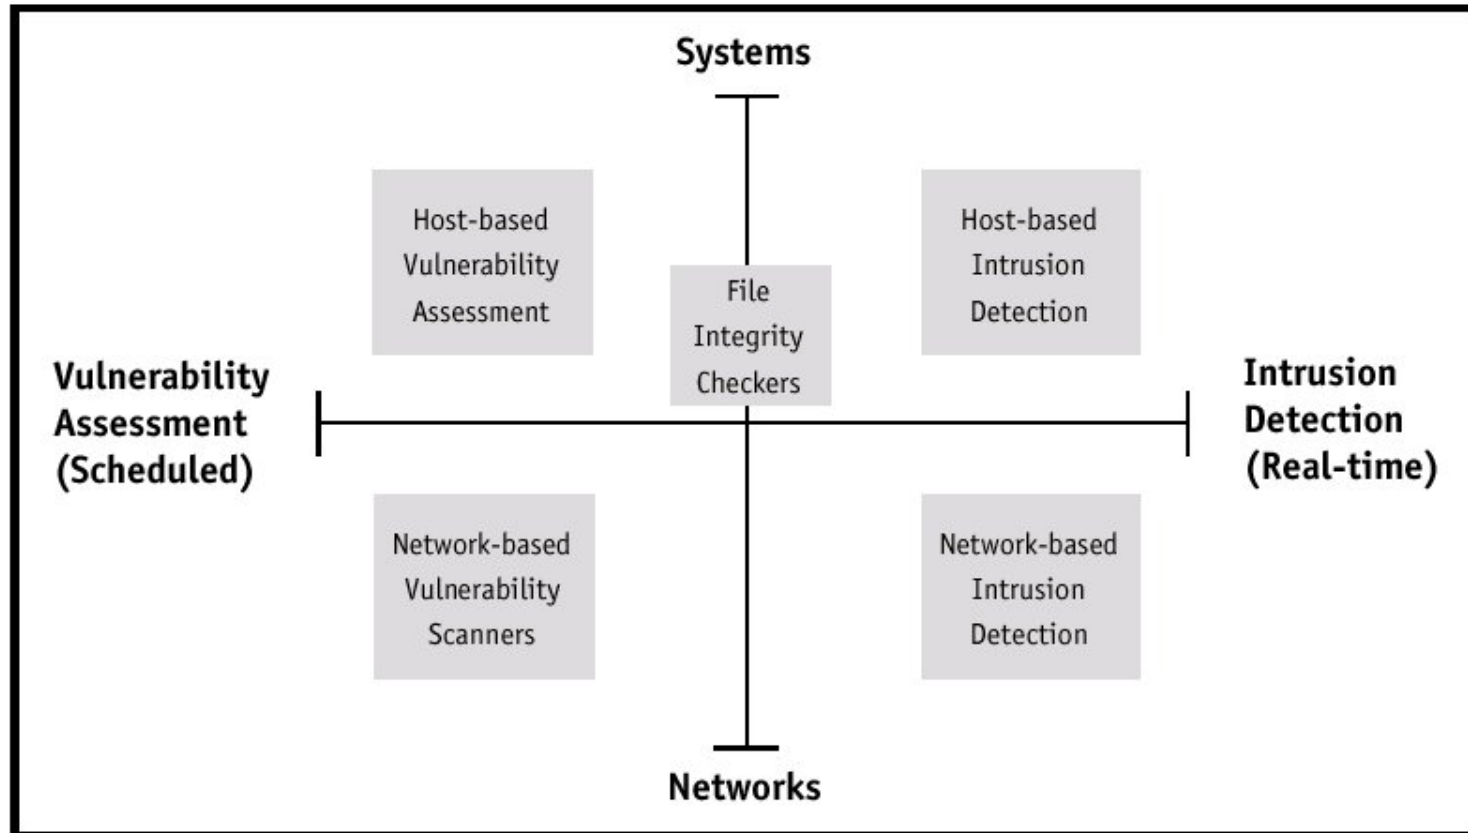 Systems
Host-based
Vulnerability
Assessment
Host-based
Intrusion
Detection
File
Integrity
Checkers
Vulnerability
Assessment
(Scheduled)
Intrusion
Detection
(Real-time)
Network-based
Vulnerability
Scanners
Network-based
Intrusion
Detection
Networks